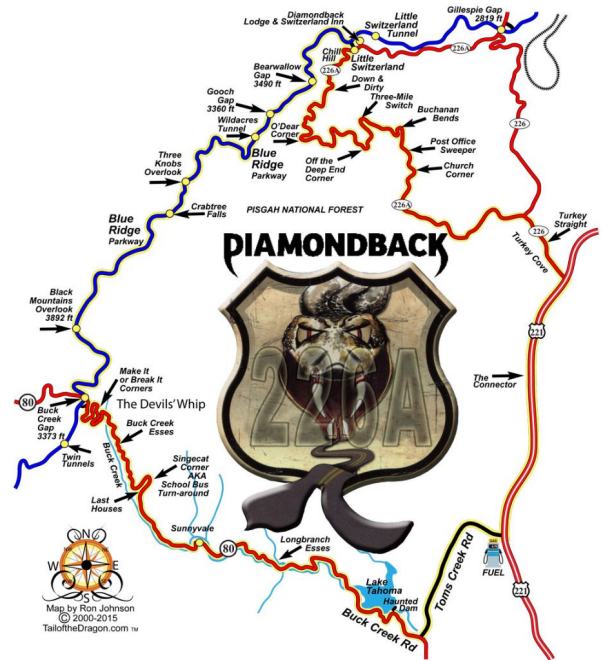 Diamondback
Lodge & Switzerland Inn
Little
Switzerland
Tunnel
Gillespie Gap
2819 ft
Chill
Hill
Little
Switzerland
226A
226A
Bearwallow
Gap
3490 ft
Down &
Dirty
Three-Mile
Switch
Gooch
Gap
3360 ft
Buchanan
Bends
Wildacres
Tunnel
O'Dear
Corner
226
Blue
Ridge
Parkway
Off the
Deep End
Corner
Post Office
Sweeper
Church
Corner
Three
Knobs
Overlook
226A
Crabtree
Falls
PISGAH NATIONAL FOREST
Blue
Ridge
Parkway
Turkey
Straight
226
Turkey Cove
DIAMONDBACK
226A
Black
Mountains
Overlook
3892 ft
221
The
Connector
Make It
or Break It
Corners
80
The Devils' Whip
Buck
Creek
Gap
3373 ft
Buck Creek
Esses
Twin
Tunnels
Buck Creek
Singecat
Corner
AKA
School Bus
Turn-around
Last
Houses
Sunnyvale
80
Longbranch
Esses
Toms Creek Rd
GAS
FUEL
Lake
Tahoma
Haunted
Dam
221
Buck Creek Rd
N
W
E
S
Map by Ron Johnson
© 2000-2015
TailoftheDragon.com ™